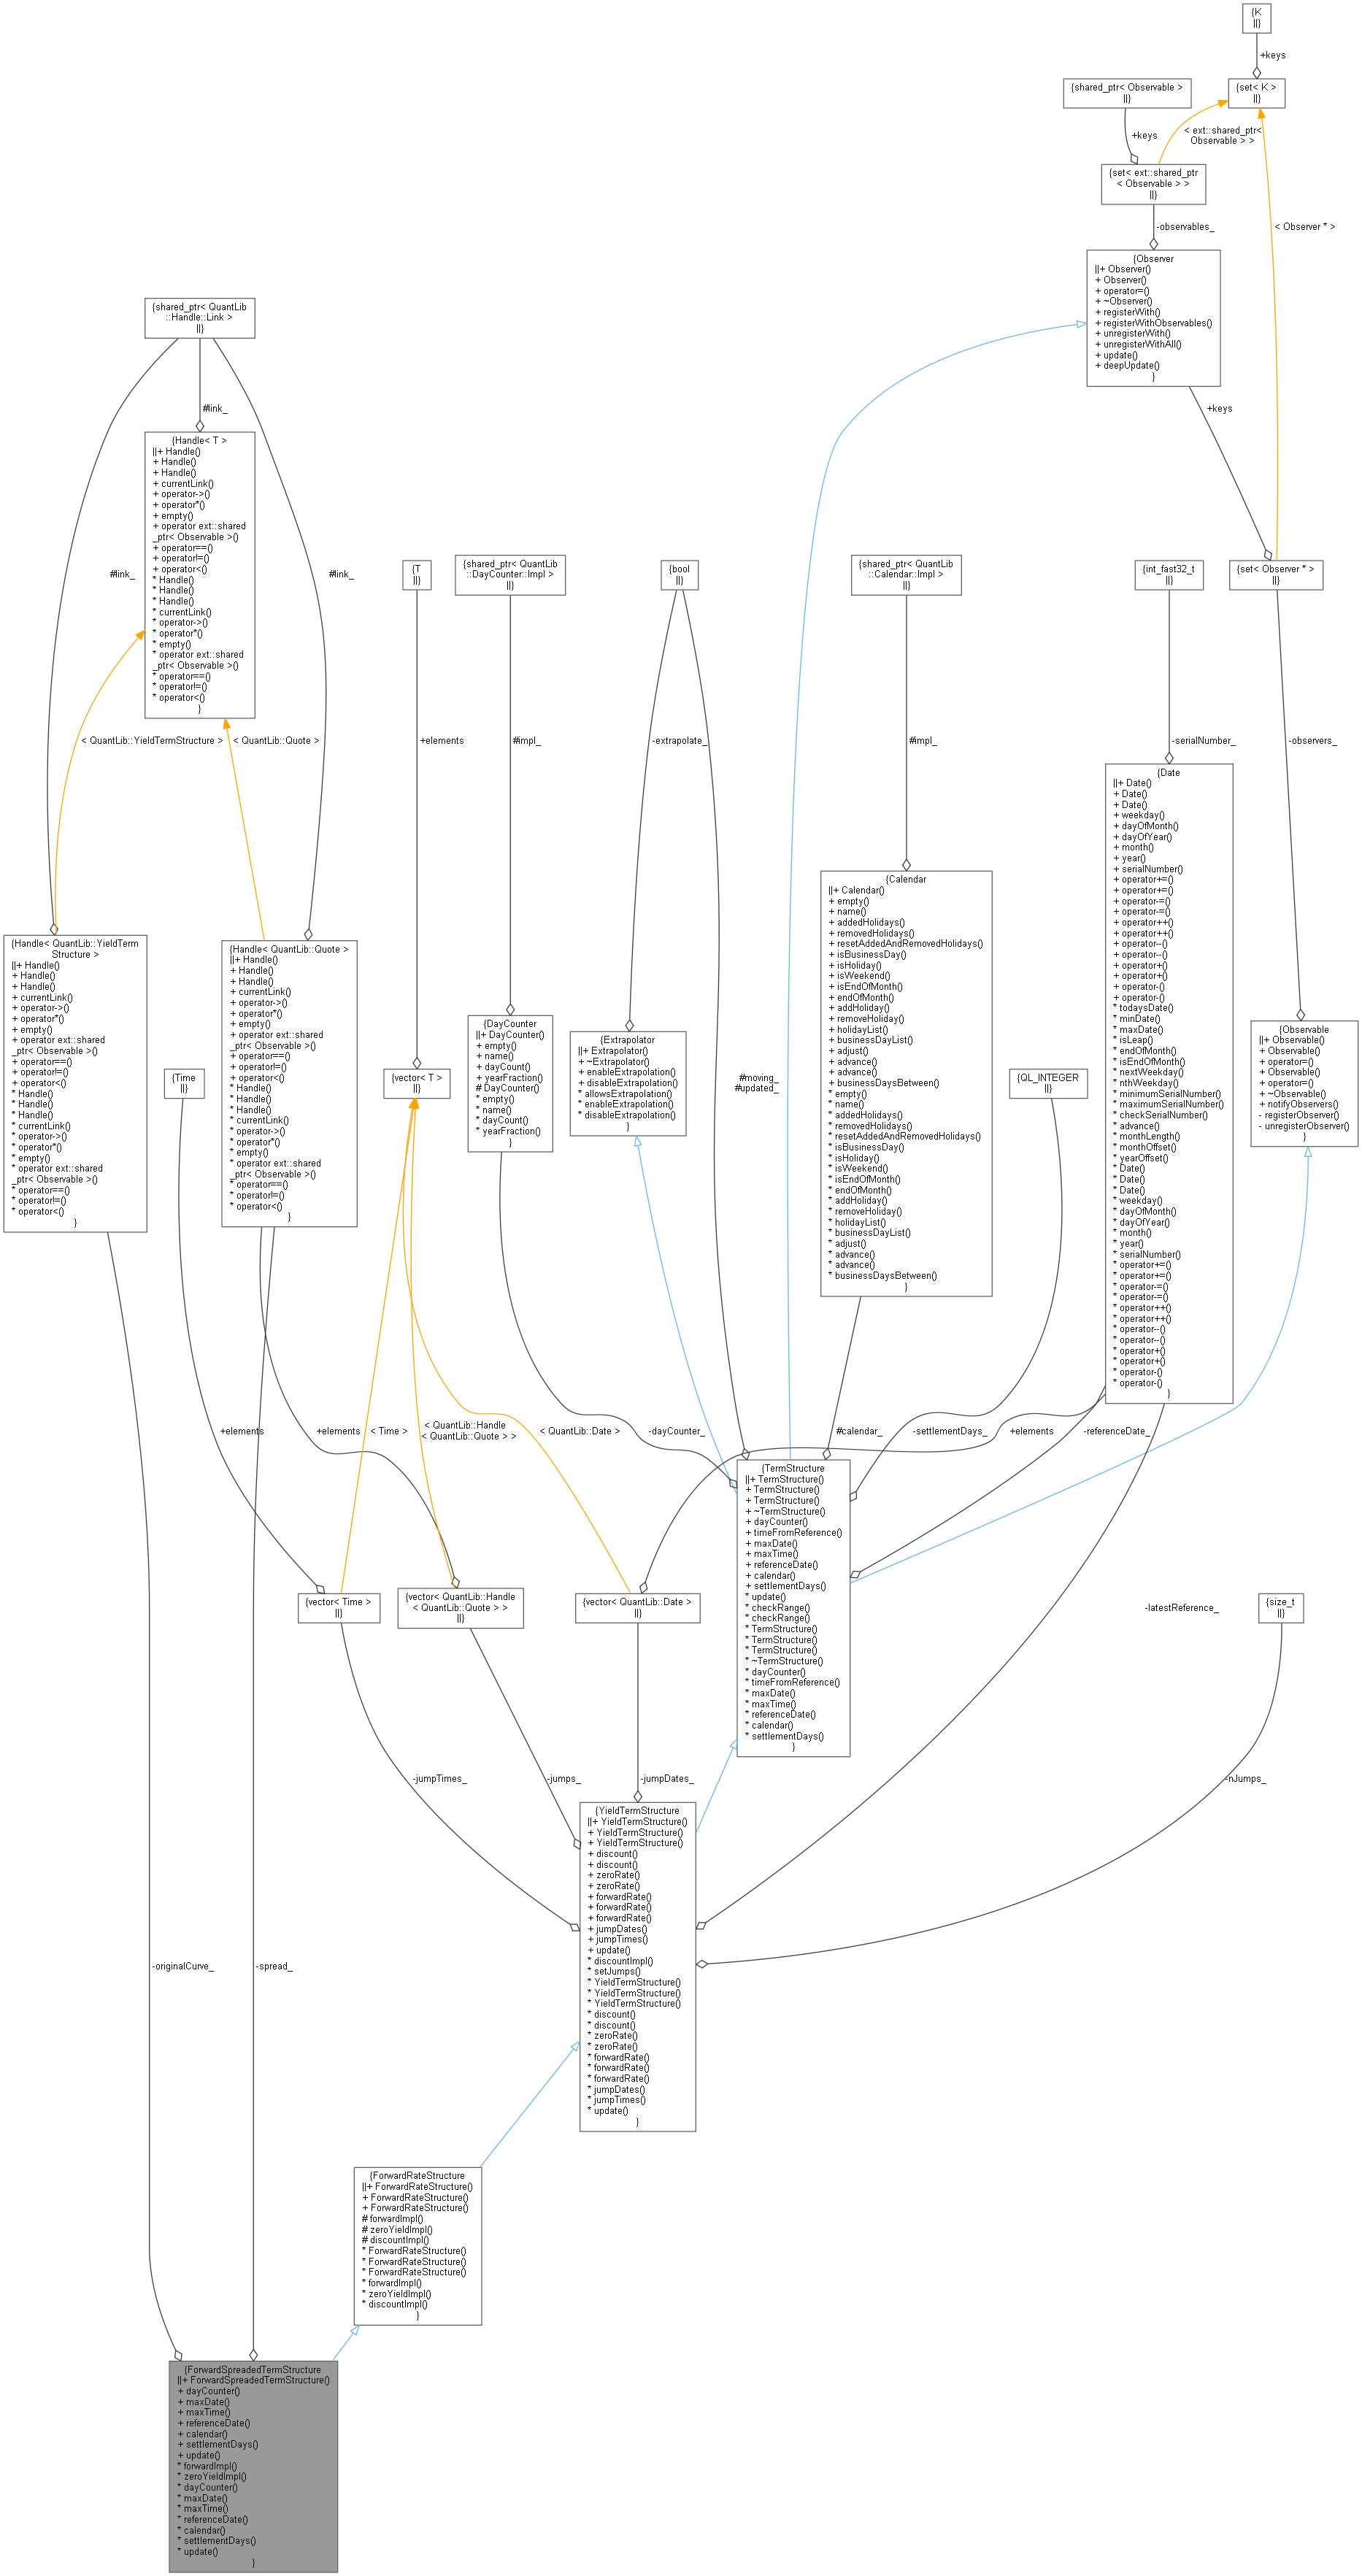 {K
||}
+keys
{shared_ptr< Observable >
||}
{set< K >
||}
+keys
< ext::shared_ptr<
Observable > >
{set< ext::shared_ptr
< Observable > >
||}
-observables_
< Observer * >
{Observer
||+ Observer()
+ Observer()
+ operator=()
+ ~Observer()
+ registerWith()
+ registerWithObservables()
+ unregisterWith()
+ unregisterWithAll()
+ update()
+ deepUpdate()
}
{shared_ptr< QuantLib
::Handle::Link >
||}
#link_
+keys
{Handle< T >
||+ Handle()
+ Handle()
+ Handle()
+ currentLink()
+ operator->()
+ operator*()
+ empty()
+ operator ext::shared
_ptr< Observable >()
+ operator==()
+ operator!=()
+ operator<()
* Handle()
* Handle()
* Handle()
* currentLink()
* operator->()
* operator*()
* empty()
* operator ext::shared
_ptr< Observable >()
* operator==()
* operator!=()
* operator<()
}
#link_
#link_
{T
||}
{shared_ptr< QuantLib
::DayCounter::Impl >
||}
{bool
||}
{shared_ptr< QuantLib
::Calendar::Impl >
||}
{int_fast32_t
||}
{set< Observer * >
||}
< QuantLib::YieldTermStructure >
< QuantLib::Quote >
+elements
#impl_
-extrapolate_
#impl_
-serialNumber_
-observers_
{Date
||+ Date()
+ Date()
+ Date()
+ weekday()
+ dayOfMonth()
+ dayOfYear()
+ month()
+ year()
+ serialNumber()
+ operator+=()
+ operator+=()
+ operator-=()
+ operator-=()
+ operator++()
+ operator++()
+ operator--()
+ operator--()
+ operator+()
+ operator+()
+ operator-()
+ operator-()
* todaysDate()
* minDate()
* maxDate()
* isLeap()
* endOfMonth()
* isEndOfMonth()
* nextWeekday()
* nthWeekday()
* minimumSerialNumber()
* maximumSerialNumber()
* checkSerialNumber()
* advance()
* monthLength()
* monthOffset()
* yearOffset()
* Date()
* Date()
* Date()
* weekday()
* dayOfMonth()
* dayOfYear()
* month()
* year()
* serialNumber()
* operator+=()
* operator+=()
* operator-=()
* operator-=()
* operator++()
* operator++()
* operator--()
* operator--()
* operator+()
* operator+()
* operator-()
* operator-()
}
{Calendar
||+ Calendar()
+ empty()
+ name()
+ addedHolidays()
+ removedHolidays()
+ resetAddedAndRemovedHolidays()
+ isBusinessDay()
+ isHoliday()
+ isWeekend()
+ isEndOfMonth()
+ endOfMonth()
+ addHoliday()
+ removeHoliday()
+ holidayList()
+ businessDayList()
+ adjust()
+ advance()
+ advance()
+ businessDaysBetween()
* empty()
* name()
* addedHolidays()
* removedHolidays()
* resetAddedAndRemovedHolidays()
* isBusinessDay()
* isHoliday()
* isWeekend()
* isEndOfMonth()
* endOfMonth()
* addHoliday()
* removeHoliday()
* holidayList()
* businessDayList()
* adjust()
* advance()
* advance()
* businessDaysBetween()
}
{Handle< QuantLib::YieldTerm
Structure >
||+ Handle()
+ Handle()
+ Handle()
+ currentLink()
+ operator->()
+ operator*()
+ empty()
+ operator ext::shared
_ptr< Observable >()
+ operator==()
+ operator!=()
+ operator<()
* Handle()
* Handle()
* Handle()
* currentLink()
* operator->()
* operator*()
* empty()
* operator ext::shared
_ptr< Observable >()
* operator==()
* operator!=()
* operator<()
}
{Handle< QuantLib::Quote >
||+ Handle()
+ Handle()
+ Handle()
+ currentLink()
+ operator->()
+ operator*()
+ empty()
+ operator ext::shared
_ptr< Observable >()
+ operator==()
+ operator!=()
+ operator<()
* Handle()
* Handle()
* Handle()
* currentLink()
* operator->()
* operator*()
* empty()
* operator ext::shared
_ptr< Observable >()
* operator==()
* operator!=()
* operator<()
}
{Time
||}
{vector< T >
||}
{DayCounter
||+ DayCounter()
+ empty()
+ name()
+ dayCount()
+ yearFraction()
# DayCounter()
* empty()
* name()
* dayCount()
* yearFraction()
}
{Extrapolator
||+ Extrapolator()
+ ~Extrapolator()
+ enableExtrapolation()
+ disableExtrapolation()
* allowsExtrapolation()
* enableExtrapolation()
* disableExtrapolation()
}
#moving_
#updated_
{QL_INTEGER
||}
{Observable
||+ Observable()
+ Observable()
+ operator=()
+ Observable()
+ operator=()
+ ~Observable()
+ notifyObservers()
- registerObserver()
- unregisterObserver()
}
+elements
+elements
< Time >
< QuantLib::Handle
< QuantLib::Quote > >
< QuantLib::Date >
-dayCounter_
#calendar_
-settlementDays_
+elements
-referenceDate_
{TermStructure
||+ TermStructure()
+ TermStructure()
+ TermStructure()
+ ~TermStructure()
+ dayCounter()
+ timeFromReference()
+ maxDate()
+ maxTime()
+ referenceDate()
+ calendar()
+ settlementDays()
* update()
* checkRange()
* checkRange()
* TermStructure()
* TermStructure()
* TermStructure()
* ~TermStructure()
* dayCounter()
* timeFromReference()
* maxDate()
* maxTime()
* referenceDate()
* calendar()
* settlementDays()
}
{vector< Time >
||}
{vector< QuantLib::Handle
< QuantLib::Quote > >
||}
{vector< QuantLib::Date >
||}
-latestReference_
{size_t
||}
-jumpTimes_
-jumps_
-jumpDates_
-nJumps_
{YieldTermStructure
||+ YieldTermStructure()
+ YieldTermStructure()
+ YieldTermStructure()
+ discount()
+ discount()
+ zeroRate()
+ zeroRate()
+ forwardRate()
+ forwardRate()
+ forwardRate()
+ jumpDates()
+ jumpTimes()
+ update()
* discountImpl()
* setJumps()
* YieldTermStructure()
* YieldTermStructure()
* YieldTermStructure()
* discount()
* discount()
* zeroRate()
* zeroRate()
* forwardRate()
* forwardRate()
* forwardRate()
* jumpDates()
* jumpTimes()
* update()
}
-originalCurve_
-spread_
{ForwardRateStructure
||+ ForwardRateStructure()
+ ForwardRateStructure()
+ ForwardRateStructure()
# forwardImpl()
# zeroYieldImpl()
# discountImpl()
* ForwardRateStructure()
* ForwardRateStructure()
* ForwardRateStructure()
* forwardImpl()
* zeroYieldImpl()
* discountImpl()
}
{ForwardSpreadedTermStructure
||+ ForwardSpreadedTermStructure()
+ dayCounter()
+ maxDate()
+ maxTime()
+ referenceDate()
+ calendar()
+ settlementDays()
+ update()
* forwardImpl()
* zeroYieldImpl()
* dayCounter()
* maxDate()
* maxTime()
* referenceDate()
* calendar()
* settlementDays()
* update()
}